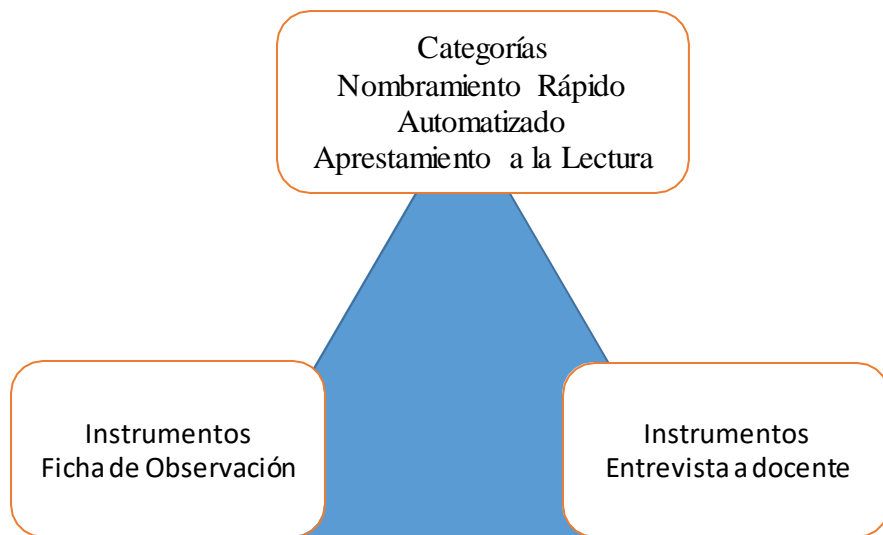 Categorías
Nombramiento Rápido
Automatizado
Aprestamiento a la Lectura
Instrumentos
Ficha de Observación
Instrumentos
Entrevista a docente